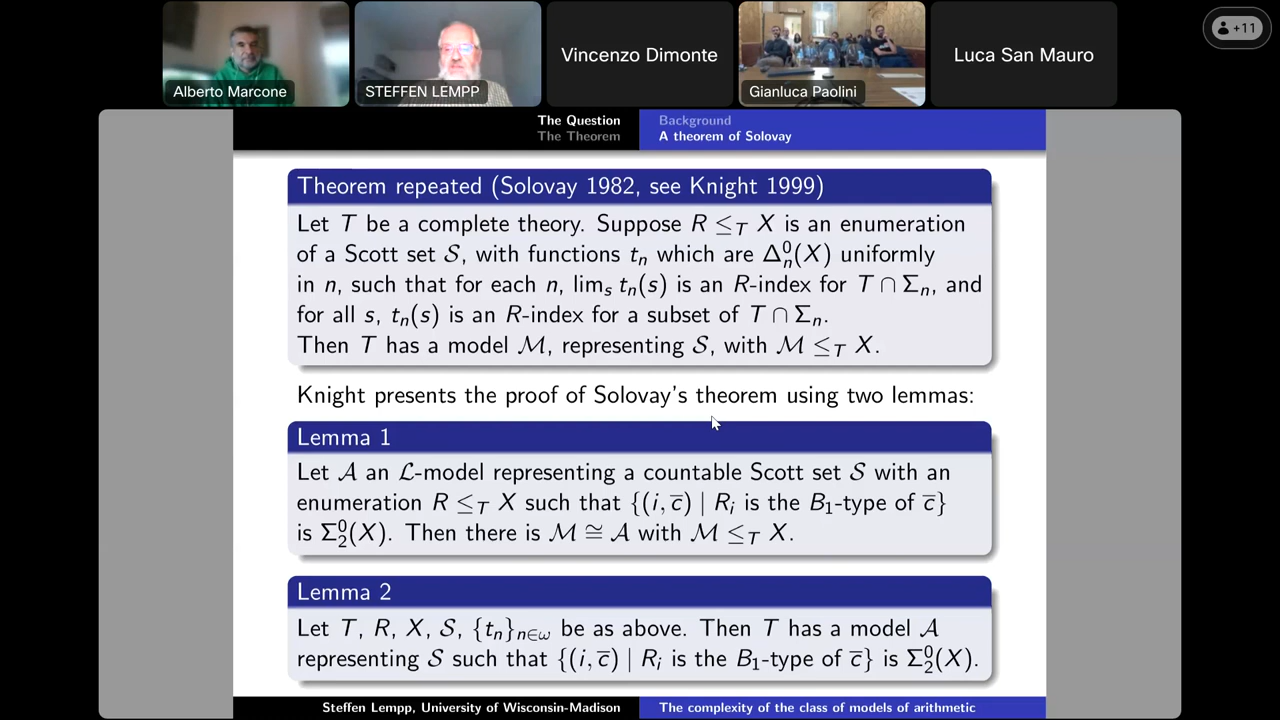 Alberto Marcone
STEFFEN LEMPP
Vincenzo Dimonte
Gianluca Paolini
Luca San Mauro
+11
The Question
The Theorem
Background
A theorem of Solovay
Theorem repeated (Solovay 1982, see Knight 1999)
Let T be a complete theory. Suppose R ≤_T X is an enumeration
of a Scott set 𝒮, with functions t_n which are Δ^0_n(X) uniformly
in n, such that for each n, lim_s t_n(s) is an R-index for T ∩ Σ_n, and
for all s, t_n(s) is an R-index for a subset of T ∩ Σ_n.
Then T has a model ℳ, representing 𝒮, with ℳ ≤_T X.
Knight presents the proof of Solovay's theorem using two lemmas:
Lemma 1
Let 𝒜 an ℒ-model representing a countable Scott set 𝒮 with an
enumeration R ≤_T X such that {(i, c̅) | R_i is the B_1-type of c̅}
is Σ^0_2(X). Then there is ℳ ≅ 𝒜 with ℳ ≤_T X.
Lemma 2
Let T, R, X, 𝒮, {t_n}_{n∈ω} be as above. Then T has a model 𝒜
representing 𝒮 such that {(i, c̅) | R_i is the B_1-type of c̅} is Σ^0_2(X).
Steffen Lempp, University of Wisconsin-Madison
The complexity of the class of models of arithmetic